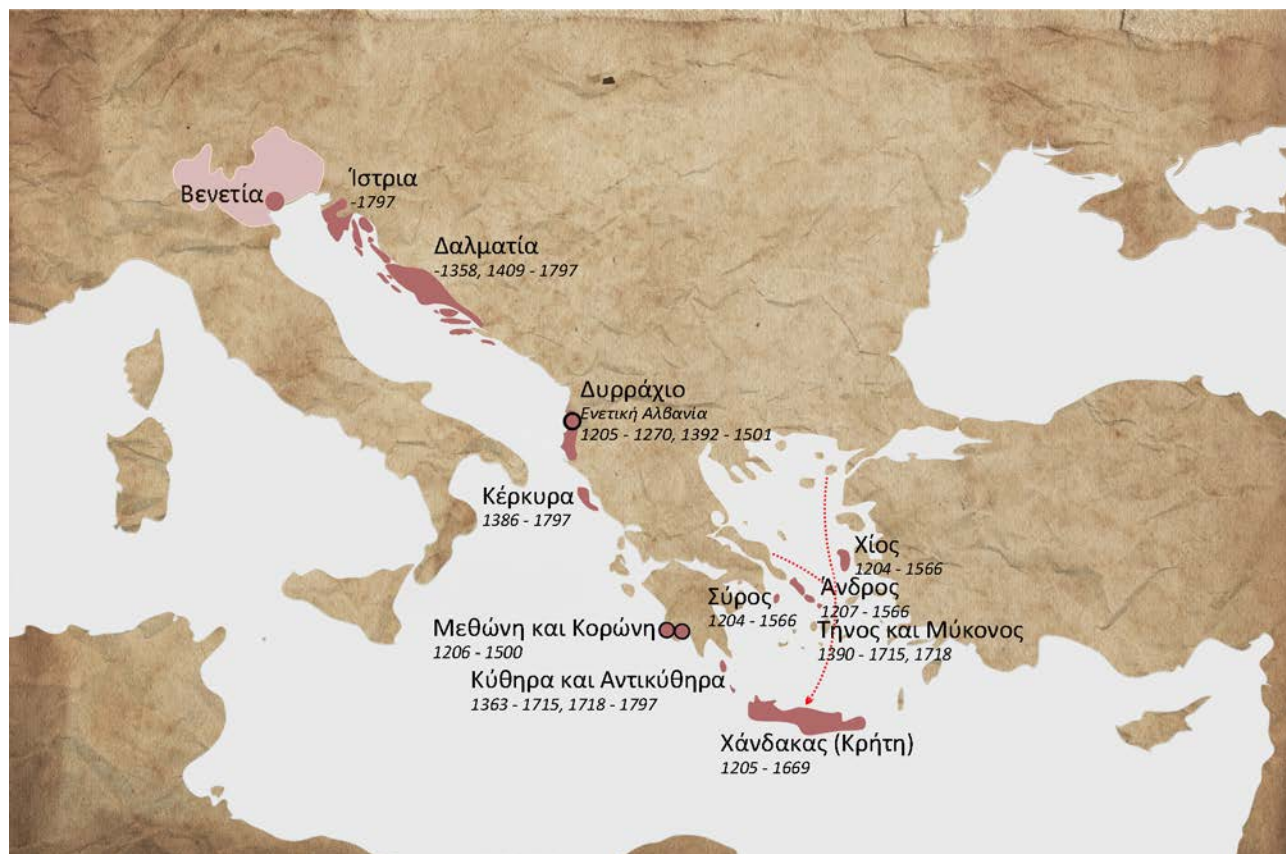 Βενετία
Ίστρια
-1797
Δαλματία
-1358, 1409 - 1797
Δυρράχιο
Ενετική Αλβανία
1205 - 1270, 1392 - 1501
Κέρκυρα
1386 - 1797
Χίος
1204 - 1566
Άνδρος
1207 - 1566
Σύρος
1204 - 1566
Τήνος και Μύκονος
1390 - 1715, 1718
Μεθώνη και Κορώνη
1206 - 1500
Κύθηρα και Αντικύθηρα
1363 - 1715, 1718 - 1797
Χάνδακας (Κρήτη)
1205 - 1669